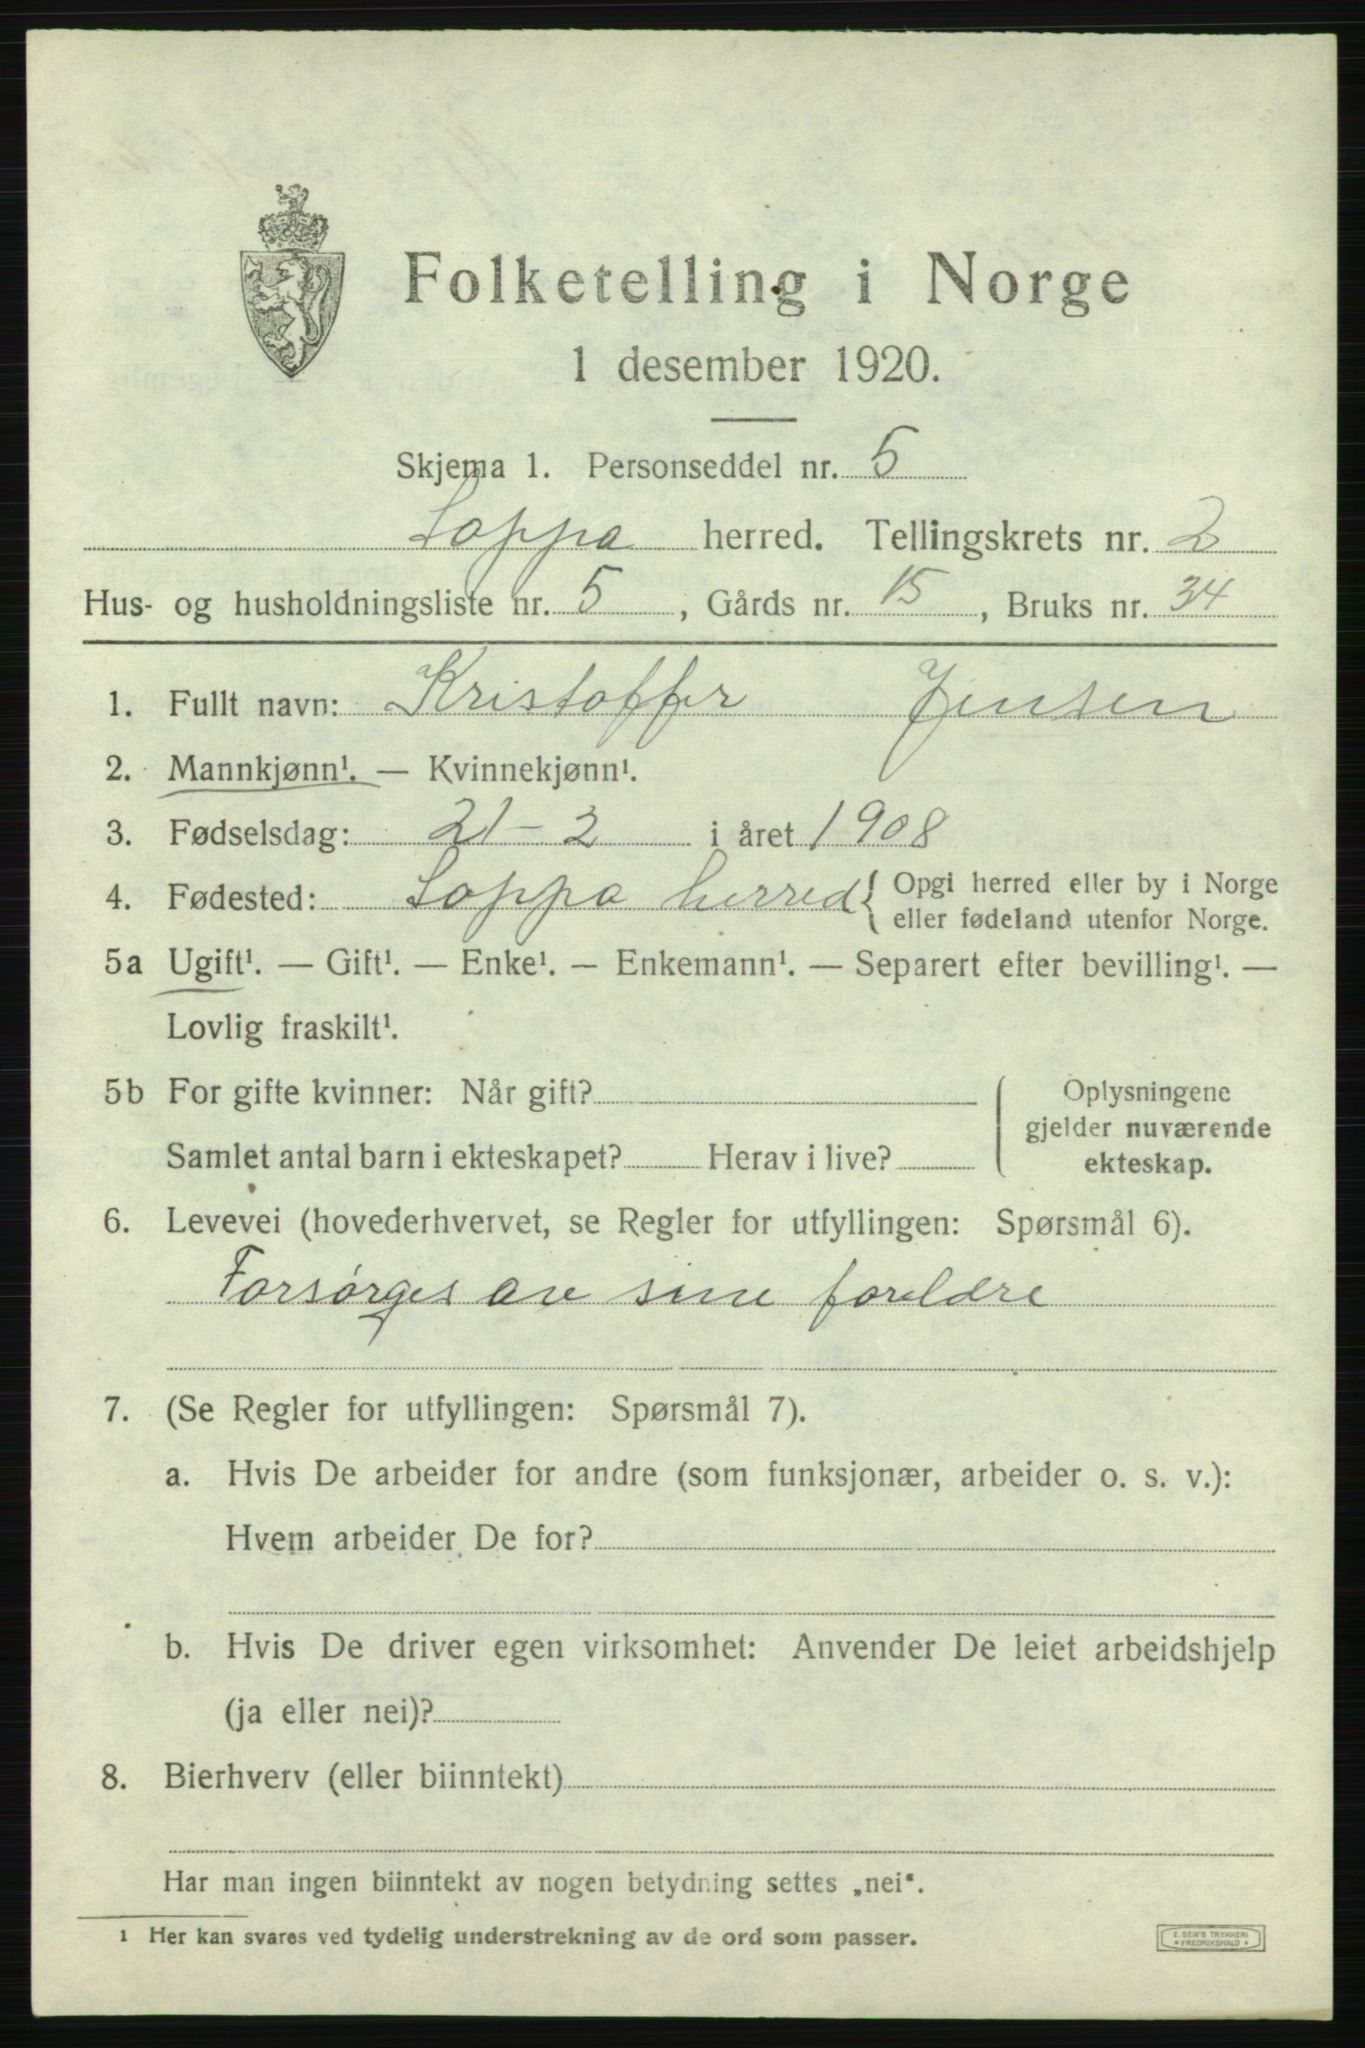 Folketelling i Norge
1 desember 1920.
Skjema 1. Personseddel nr. 5
Loppa herred. Tellingskrets nr. 2
Hus- og husholdningsliste nr. 5, Gårds nr. 15, Bruks nr. 34
1. Fullt navn: Kristoffer Jensen
2. Mannkjønn¹. — Kvinnekjønn¹.
3. Fødselsdag: 21-2 i året 1908
4. Fødested: Loppa herred { Opgi herred eller by i Norge
eller fødeland utenfor Norge.
5a Ugift¹. — Gift¹. — Enke¹. — Enkemann¹. — Separert efter bevilling¹. —
Lovlig fraskilt¹.
5b For gifte kvinner: Når gift?
Samlet antal barn i ekteskapet? Herav i live?
Oplysningene
gjelder nuværende
ekteskap.
6. Levevei (hovederhvervet, se Regler for utfyllingen: Spørsmål 6).
Forsørges av sine foreldre
7. (Se Regler for utfyllingen: Spørsmål 7).
a. Hvis De arbeider for andre (som funksjonær, arbeider o. s. v.):
Hvem arbeider De for?
b. Hvis De driver egen virksomhet: Anvender De leiet arbeidshjelp
(ja eller nei)?
8. Bierhverv (eller biinntekt)
Har man ingen biinntekt av nogen betydning settes „nei“.
1 Her kan svares ved tydelig understrekning av de ord som passer.
E. SEM'S TRYKKERI
* FREDRIKSHALD *